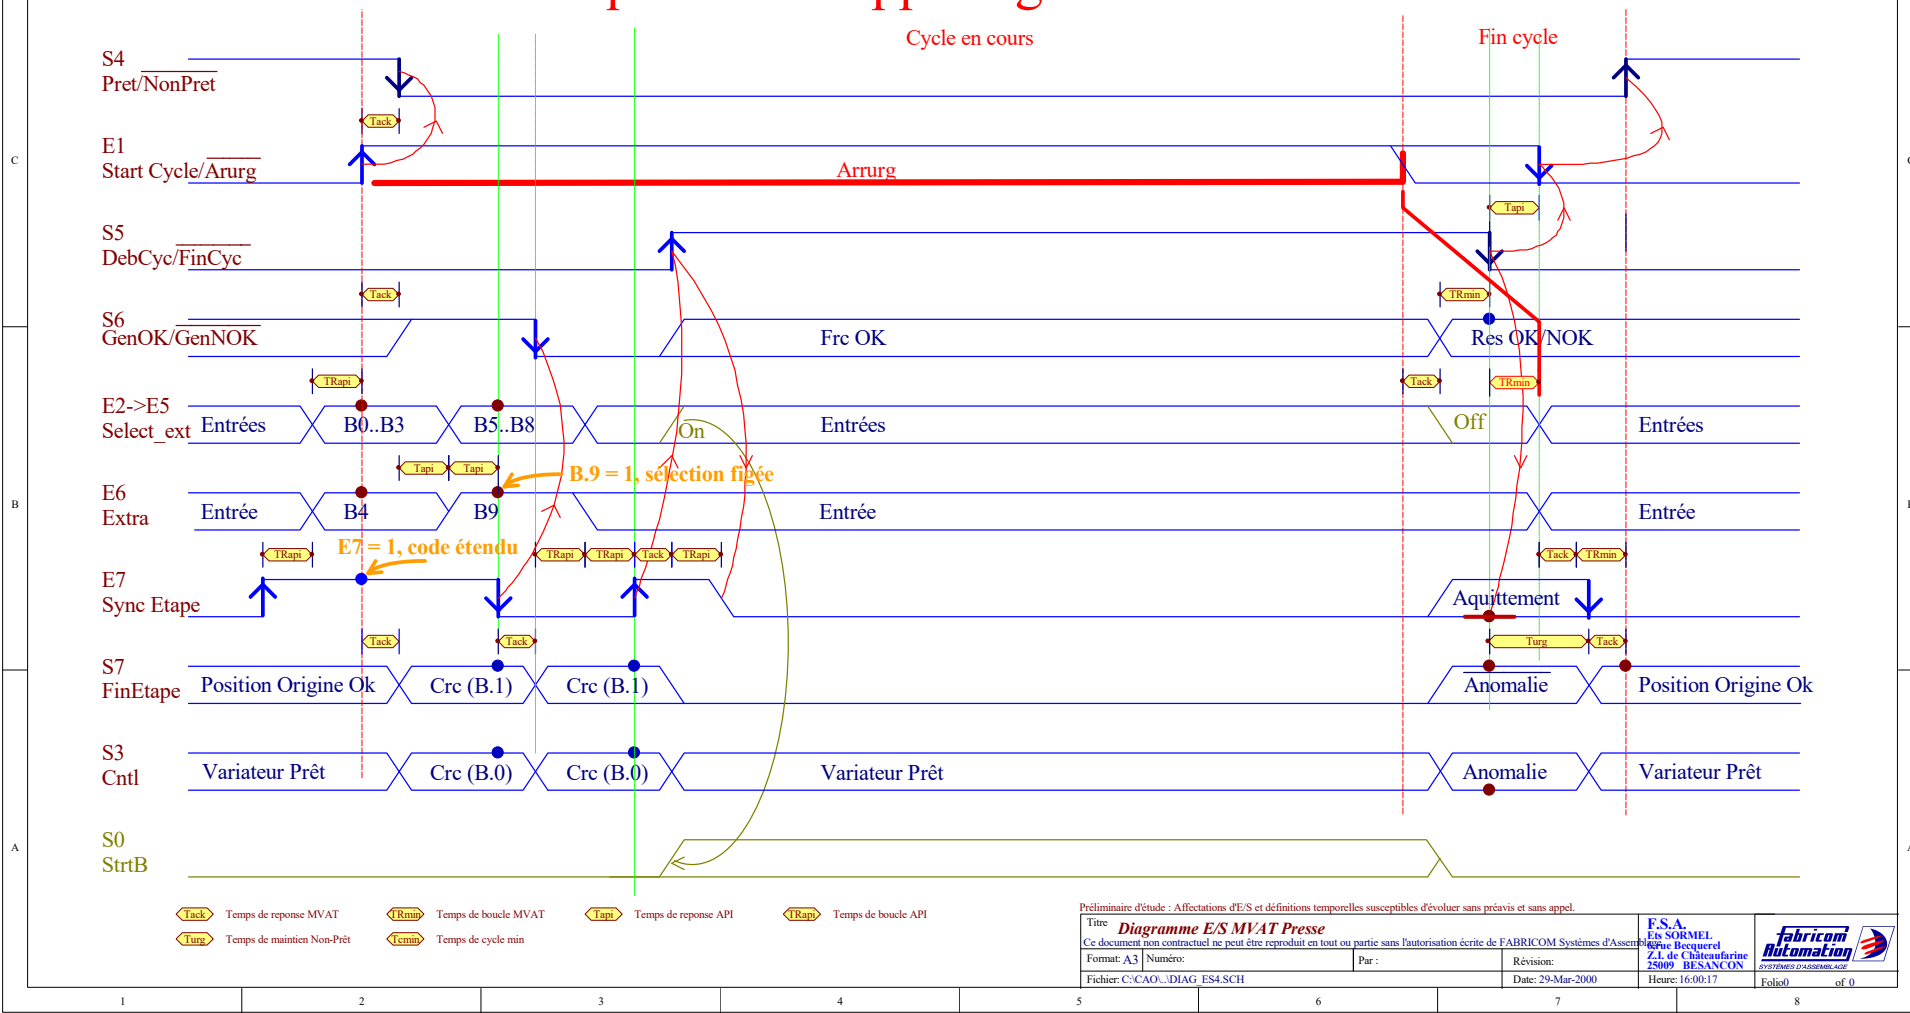 Cycle en cours
Fin cycle
S4
Pret/NonPret
Tack
C
E1
Start Cycle/Arurg
Arrurg
Tapi
S5
DebCyc/FinCyc
Tack
TRmin
S6
GenOK/GenNOK
Frc OK
Res OK/NOK
TRapi
Tack
TRmin
E2->E5
Select_ext
Entrées
B0..B3
B5..B8
On
Entrées
Off
Entrées
Tapi
Tapi
B.9 = 1, sélection figée
B
E6
Extra
Entrée
B4
B9
Entrée
Entrée
TRapi
E7 = 1, code étendu
TRapi
TRapi
Tack
TRapi
Tack
TRmin
E7
Sync Etape
Aquittement
Tack
Tack
Turg
Tack
S7
FinEtape
Position Origine Ok
Crc (B.1)
Crc (B.1)
Anomalie
Position Origine Ok
S3
Cntl
Variateur Prêt
Crc (B.0)
Crc (B.0)
Variateur Prêt
Anomalie
Variateur Prêt
A
S0
StrtB
Tack Temps de reponse MVAT
TRmin Temps de boucle MVAT
Tapi Temps de reponse API
TRapi Temps de boucle API
Turg Temps de maintien Non-Prêt
Tcmin Temps de cycle min
Préliminaire d'étude : Affectations d'E/S et définitions temporelles susceptibles d'évoluer sans préavis et sans appel.
Titre
Diagramme E/S MVAT Presse
Ce document non contractuel ne peut être reproduit en tout ou partie sans l'autorisation écrite de FABRICOM Systèmes d'Assemblage.
Format: A3
Numéro:
Par :
Révision:
Fichier: C:\CAO\..\DIAG_ES4.SCH
Date: 29-Mar-2000
Heure: 16:00:17
Folio0 of 0
F.S.A.
Ets SORMEL
rue Becquerel
Z.I. de Châteaufarine
25009 BESANCON
fabricom
Automation
SYSTÈMES D'ASSEMBLAGE
1
2
3
4
5
6
7
8